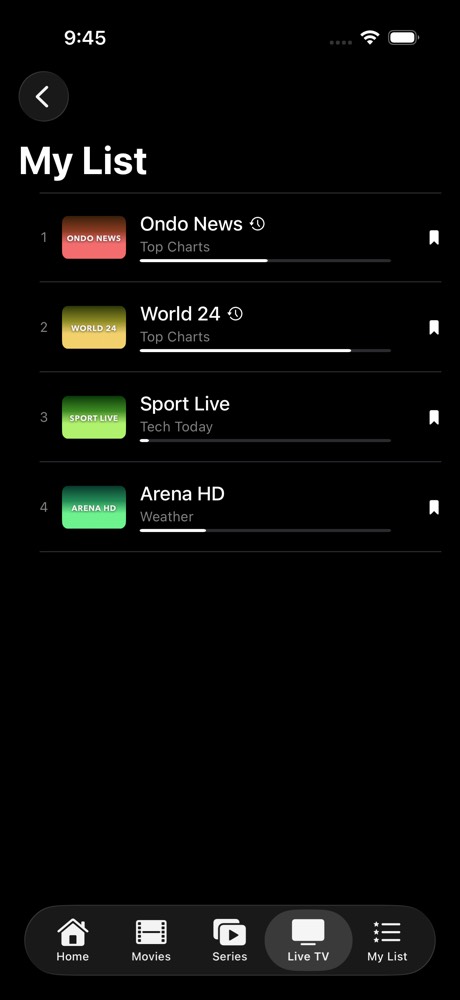 9:45
My List
1
ONDO NEWS
Ondo News
Top Charts
2
WORLD 24
World 24
Top Charts
3
SPORT LIVE
Sport Live
Tech Today
4
ARENA HD
Arena HD
Weather
Home
Movies
Series
Live TV
My List